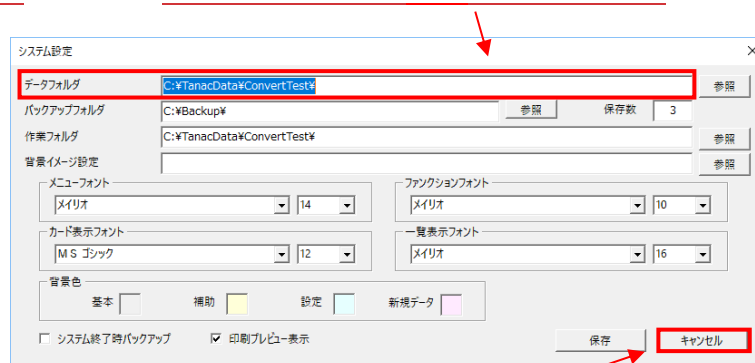 システム設定
データフォルダ C:¥TanacData¥ConvertTest¥ 参照
バックアップフォルダ C:¥Backup¥ 参照 保存数 3
作業フォルダ C:¥TanacData¥ConvertTest¥ 参照
背景イメージ設定 参照
メニューフォント ファンクションフォント
メイリオ 14 メイリオ 10
カード表示フォント 一覧表示フォント
ＭＳ ゴシック 12 メイリオ 16
背景色
基本 補助 設定 新規データ
システム終了時バックアップ 印刷プレビュー表示 保存 キャンセル